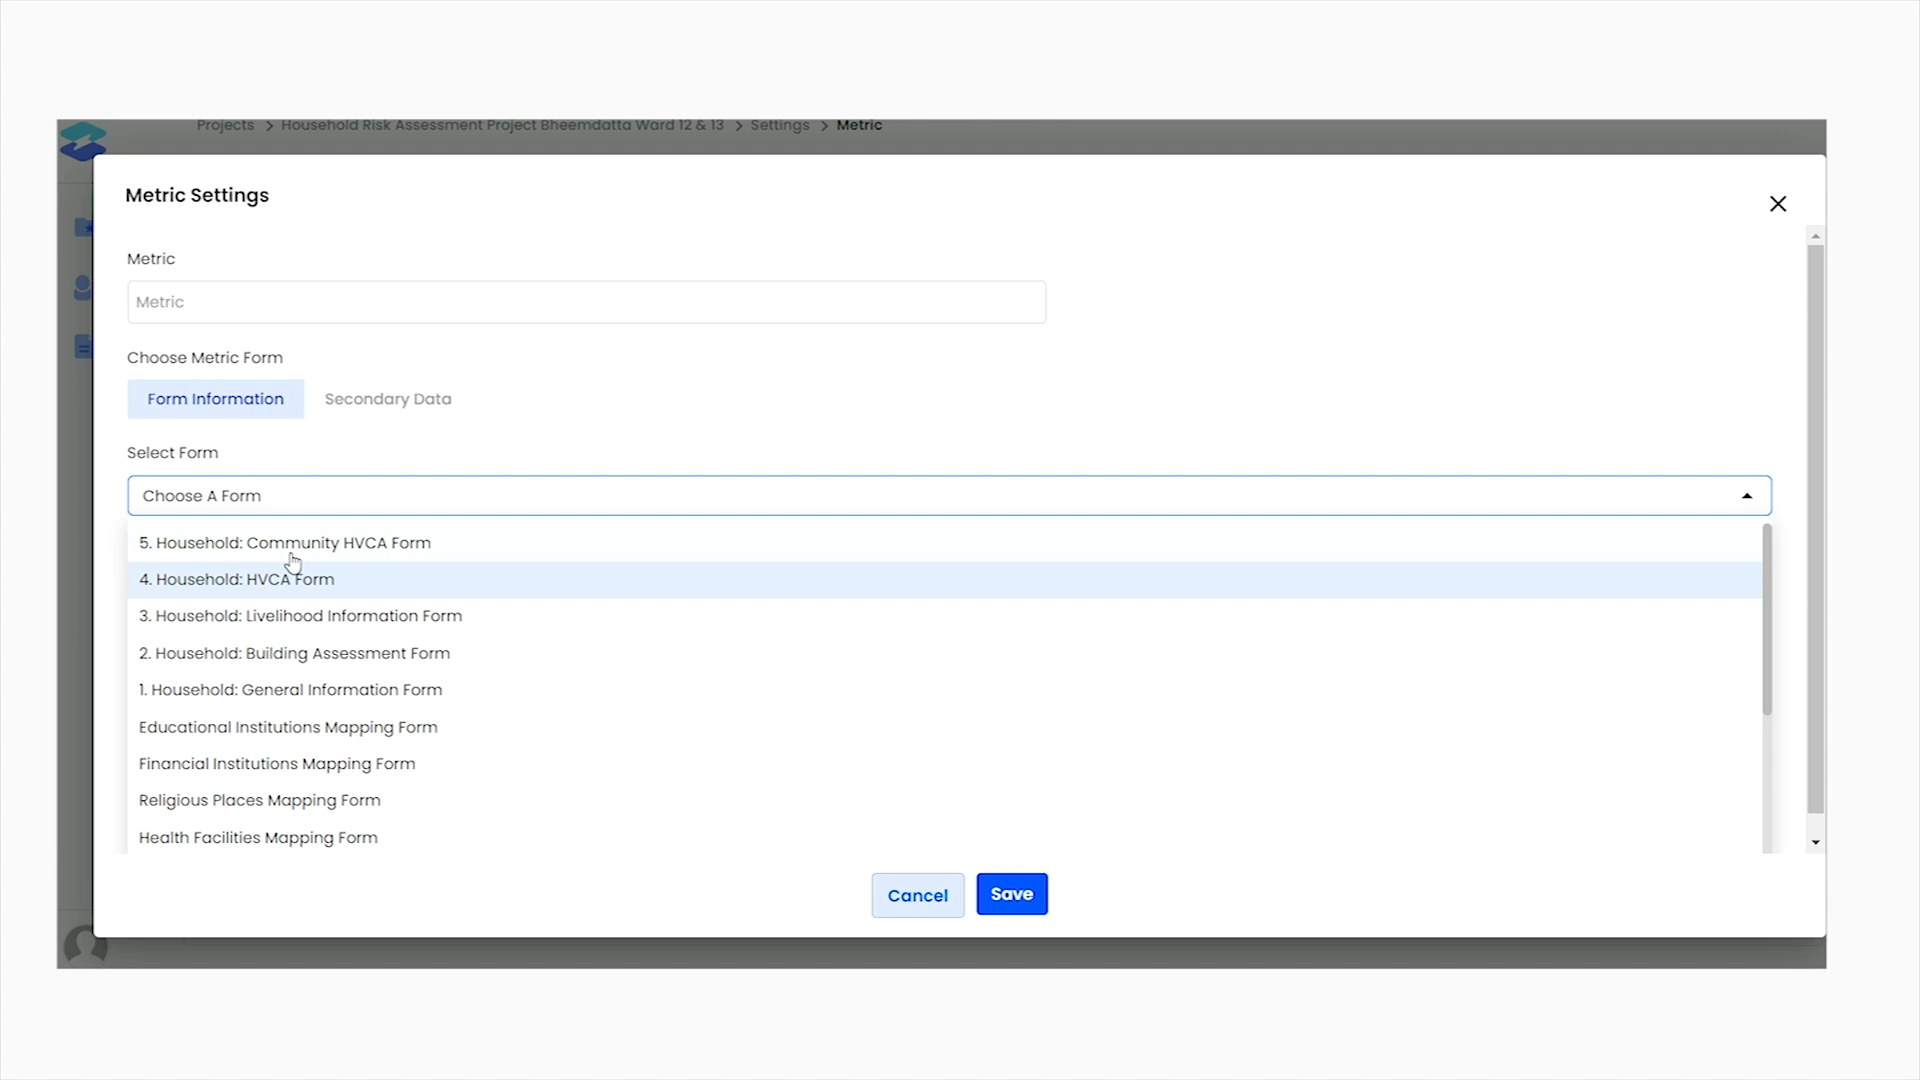 Projects > Household Risk Assessment Project Bheemdatta Ward 12 & 13 > Settings > Metric
Metric Settings
Metric
Metric
Choose Metric Form
Form Information Secondary Data
Select Form
Choose A Form
5. Household: Community HVCA Form
4. Household: HVCA Form
3. Household: Livelihood Information Form
2. Household: Building Assessment Form
1. Household: General Information Form
Educational Institutions Mapping Form
Financial Institutions Mapping Form
Religious Places Mapping Form
Health Facilities Mapping Form
Cancel Save